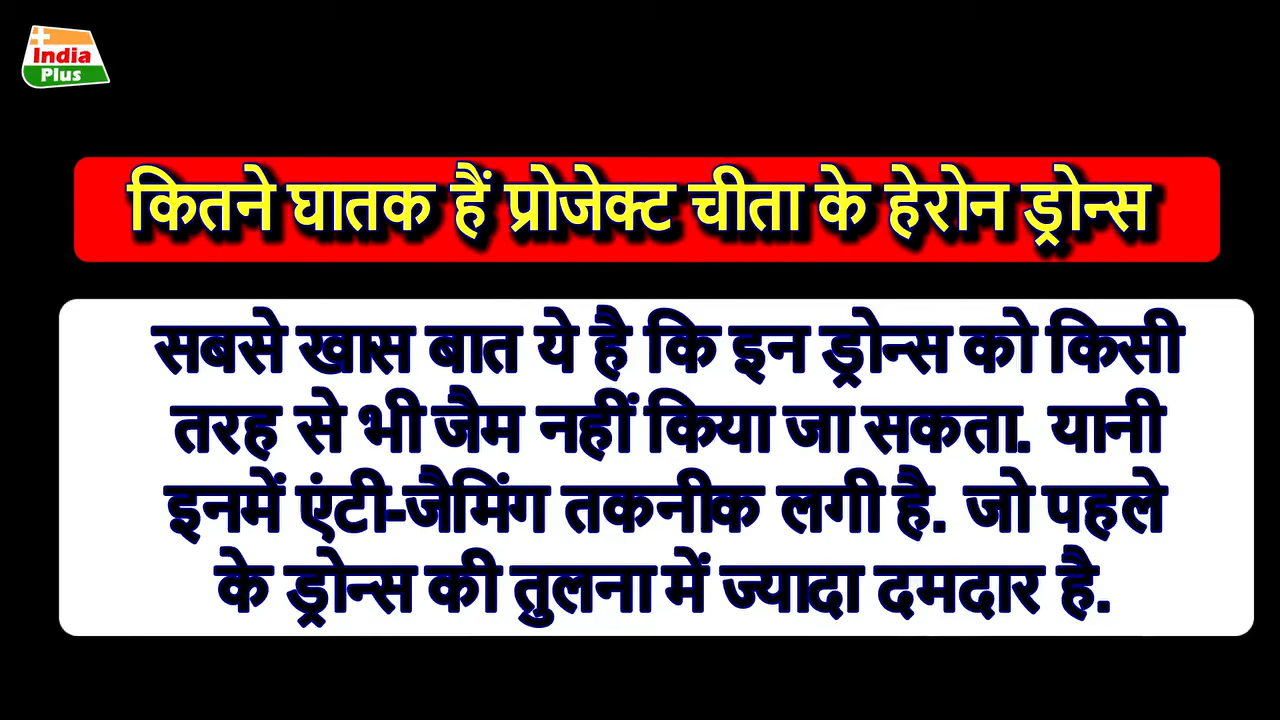 India
Plus
कितने घातक हैं प्रोजेक्ट चीता के हेरोन ड्रोन्स
सबसे खास बात ये है कि इन ड्रोन्स को किसी
तरह से भी जैम नहीं किया जा सकता. यानी
इनमें एंटी-जैमिंग तकनीक लगी है. जो पहले
के ड्रोन्स की तुलना में ज्यादा दमदार है.